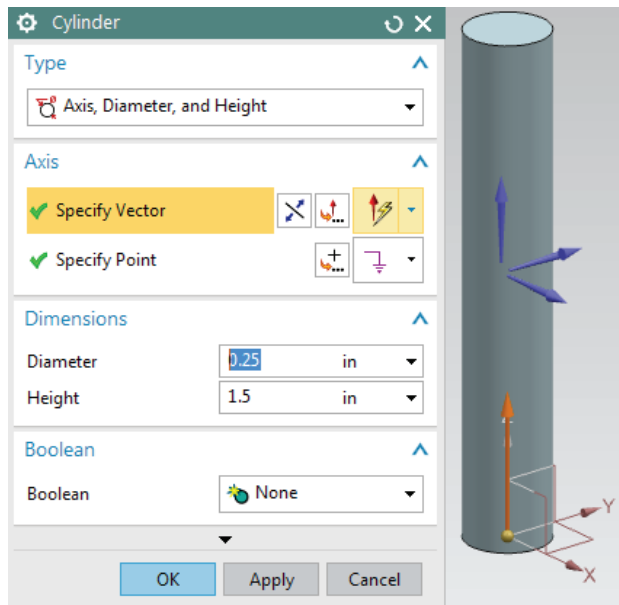 Cylinder
Type
Axis, Diameter, and Height
Axis
Specify Vector
Specify Point
Dimensions
Diameter 0.25 in
Height 1.5 in
Boolean
Boolean None
OK Apply Cancel
Y
X